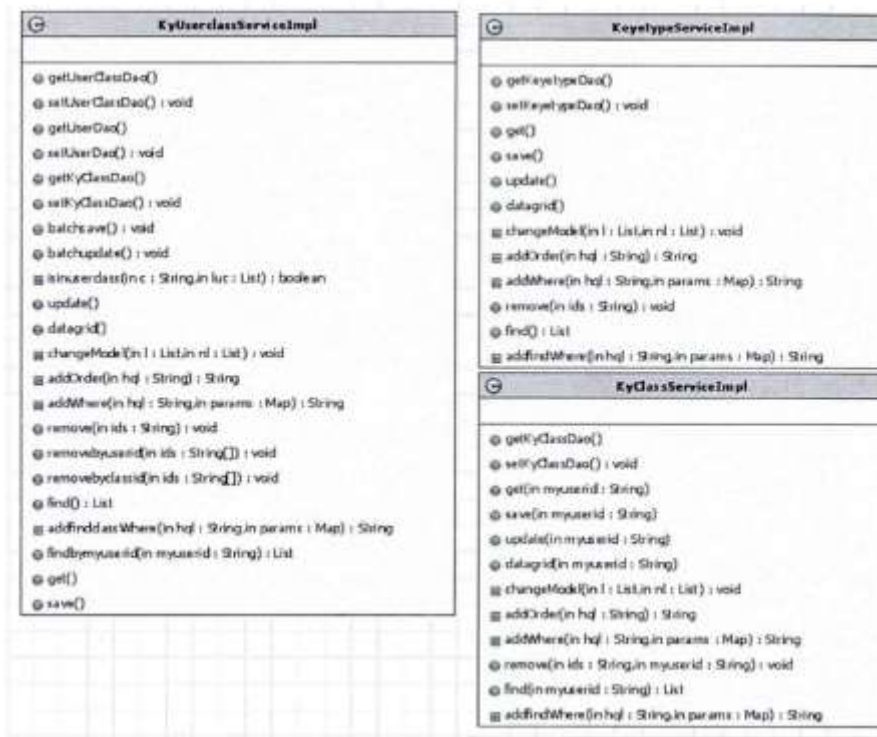 KyUserclassServiceImpl
getUserClassDao()
setUserClassDao() : void
getUserDao()
setUserDao() : void
getKyClassDao()
setKyClassDao() : void
batchsave() : void
batchupdate() : void
isinuserclass(in c : String,in luc : List) : boolean
update()
datagrid()
changeModel(in l : List,in nl : List) : void
addOrder(in hql : String) : String
addWhere(in hql : String,in params : Map) : String
remove(in ids : String) : void
removebyuserid(in ids : String[]) : void
removebyclassid(in ids : String[]) : void
find() : List
addfindclassWhere(in hql : String,in params : Map) : String
findbymyuserid(in myuserid : String) : List
get()
save()
KeyetypeServiceImpl
getKeyetypeDao()
setKeyetypeDao() : void
get()
save()
update()
datagrid()
changeModel(in l : List,in nl : List) : void
addOrder(in hql : String) : String
addWhere(in hql : String,in params : Map) : String
remove(in ids : String) : void
find() : List
addfindWhere(in hql : String,in params : Map) : String
KyClassServiceImpl
getKyClassDao()
setKyClassDao() : void
get(in myuserid : String)
save(in myuserid : String)
update(in myuserid : String)
datagrid(in myuserid : String)
changeModel(in l : List,in nl : List) : void
addOrder(in hql : String) : String
addWhere(in hql : String,in params : Map) : String
remove(in ids : String,in myuserid : String) : void
find(in myuserid : String) : List
addfindWhere(in hql : String,in params : Map) : String